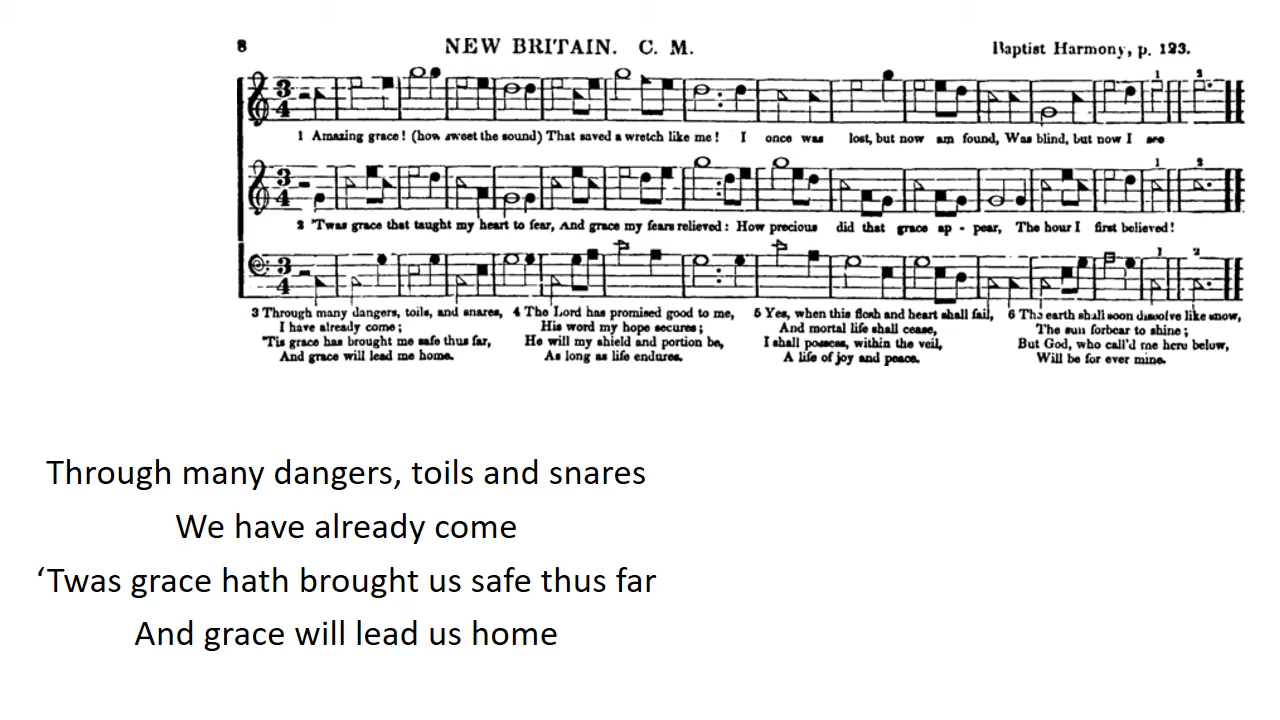 8 NEW BRITAIN. C. M. Baptist Harmony, p. 123.
1 Amazing grace! (how sweet the sound) That saved a wretch like me! I once was lost, but now am found, Was blind, but now I see
2 'Twas grace that taught my heart to fear, And grace my fears relieved: How precious did that grace ap - pear, The hour I first believed!
3 Through many dangers, toils, and snares,
I have already come;
'Tis grace has brought me safe thus far,
And grace will lead me home.
4 The Lord has promised good to me,
His word my hope secures;
He will my shield and portion be,
As long as life endures.
5 Yes, when this flesh and heart shall fail,
And mortal life shall cease,
I shall possess, within the veil,
A life of joy and peace.
6 The earth shall soon dissolve like snow,
The sun forbear to shine;
But God, who call'd me here below,
Will be for ever mine.
Through many dangers, toils and snares
We have already come
‘Twas grace hath brought us safe thus far
And grace will lead us home